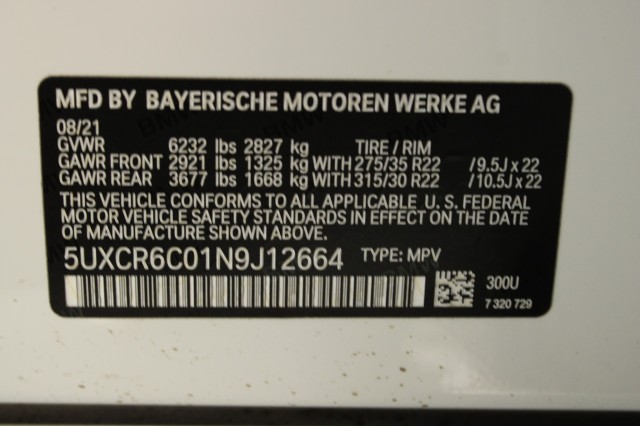 MFD BY BAYERISCHE MOTOREN WERKE AG
08/21
GVWR 6232 lbs 2827 kg TIRE / RIM
GAWR FRONT 2921 lbs 1325 kg WITH 275/35 R22 / 9.5J x 22
GAWR REAR 3677 lbs 1668 kg WITH 315/30 R22 / 10.5J x 22
THIS VEHICLE CONFORMS TO ALL APPLICABLE U. S. FEDERAL
MOTOR VEHICLE SAFETY STANDARDS IN EFFECT ON THE DATE
OF MANUFACTURE SHOWN ABOVE.
5UXCR6C01N9J12664 TYPE: MPV
300U
7 320 729